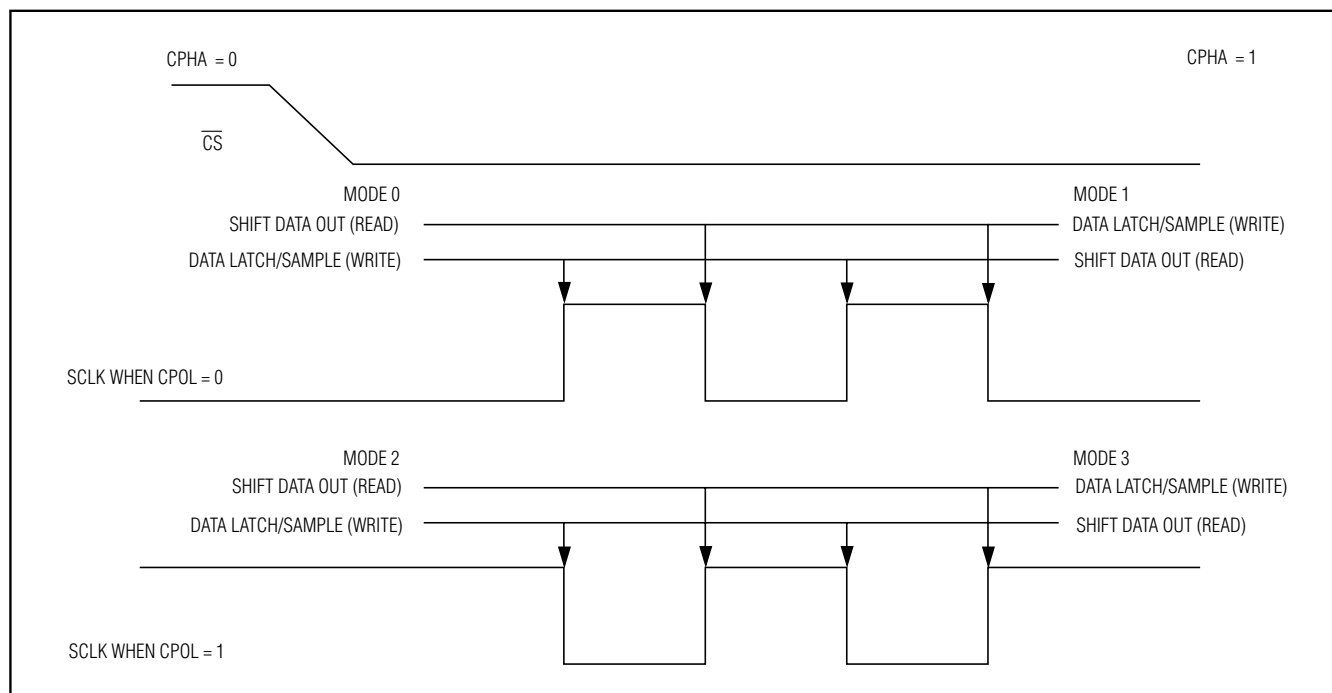 CPHA = 0
CPHA = 1
CS
MODE 0
MODE 1
SHIFT DATA OUT (READ)
DATA LATCH/SAMPLE (WRITE)
DATA LATCH/SAMPLE (WRITE)
SHIFT DATA OUT (READ)
SCLK WHEN CPOL = 0
MODE 2
MODE 3
SHIFT DATA OUT (READ)
DATA LATCH/SAMPLE (WRITE)
DATA LATCH/SAMPLE (WRITE)
SHIFT DATA OUT (READ)
SCLK WHEN CPOL = 1